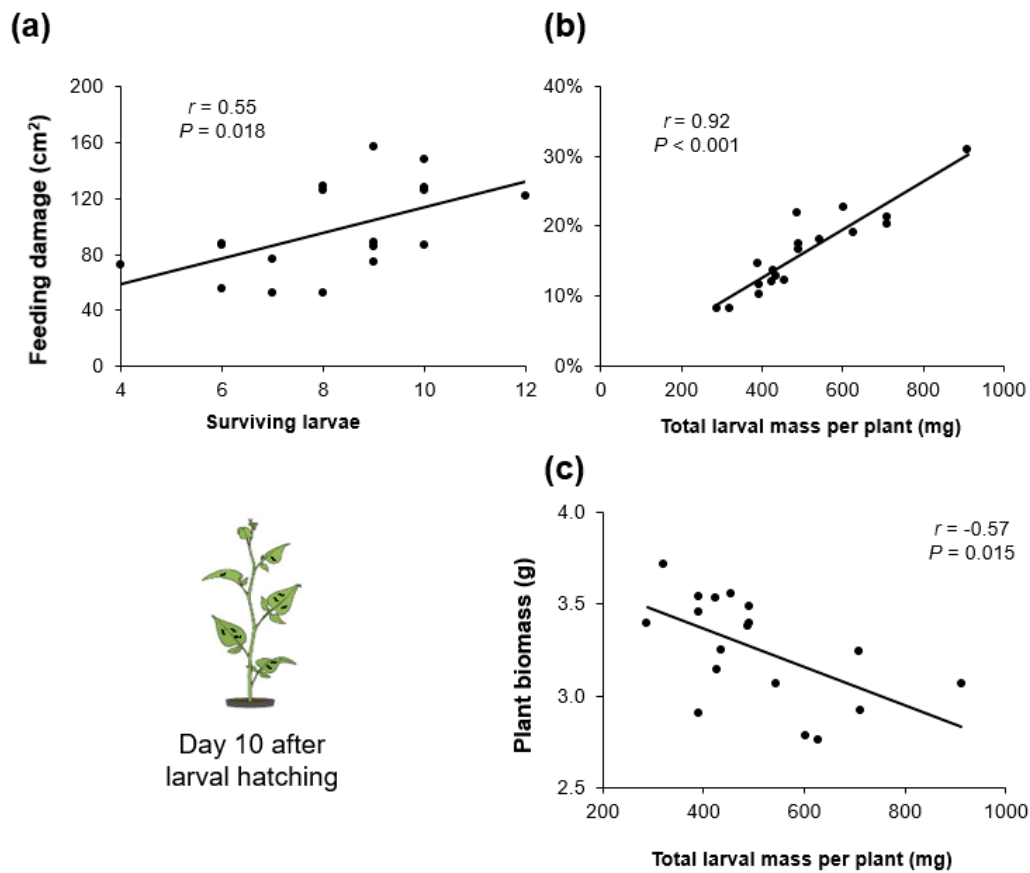 (a)
r = 0.55
P = 0.018
Feeding damage (cm²)
200
160
120
80
40
0
4
6
8
10
12
Surviving larvae
(b)
r = 0.92
P < 0.001
40%
30%
20%
10%
0%
0
200
400
600
800
1000
Total larval mass per plant (mg)
Day 10 after
larval hatching
(c)
r = -0.57
P = 0.015
Plant biomass (g)
4.0
3.5
3.0
2.5
200
400
600
800
1000
Total larval mass per plant (mg)